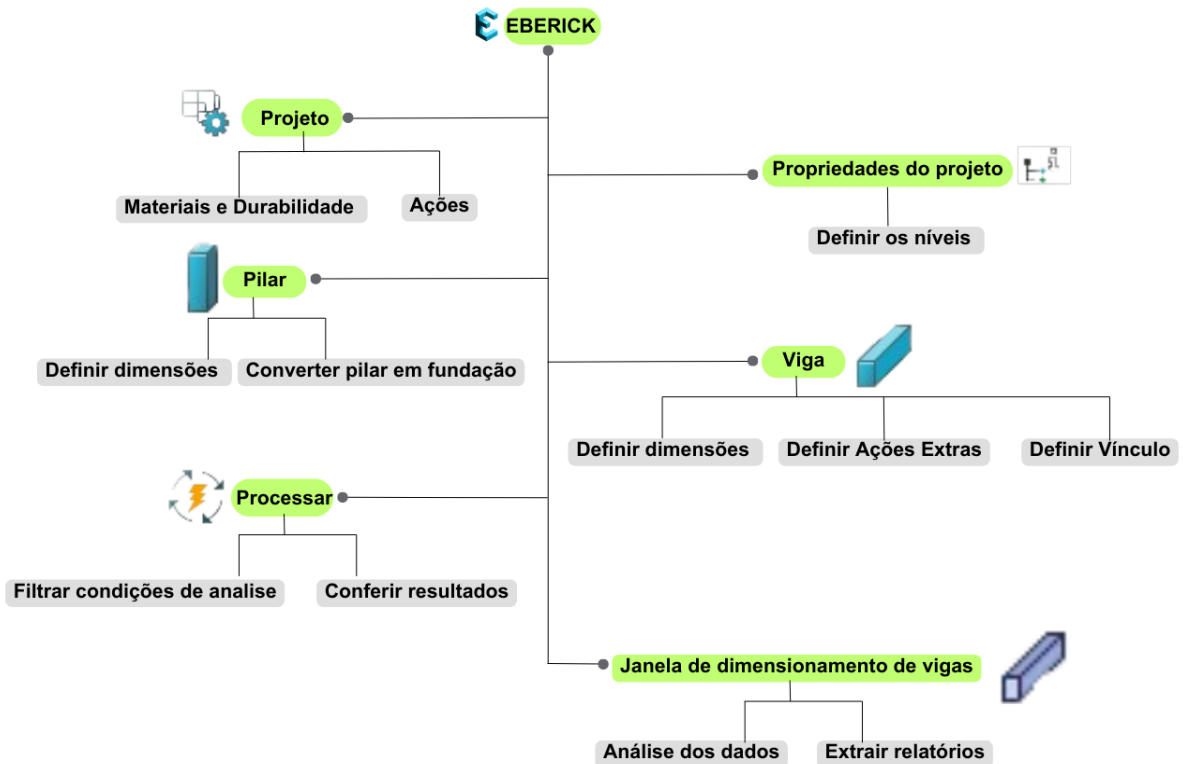 EBERICK
Projeto
Materiais e Durabilidade
Ações
Propriedades do projeto
Definir os níveis
Pilar
Definir dimensões
Converter pilar em fundação
Viga
Definir dimensões
Definir Ações Extras
Definir Vínculo
Processar
Filtrar condições de analise
Conferir resultados
Janela de dimensionamento de vigas
Análise dos dados
Extrair relatórios